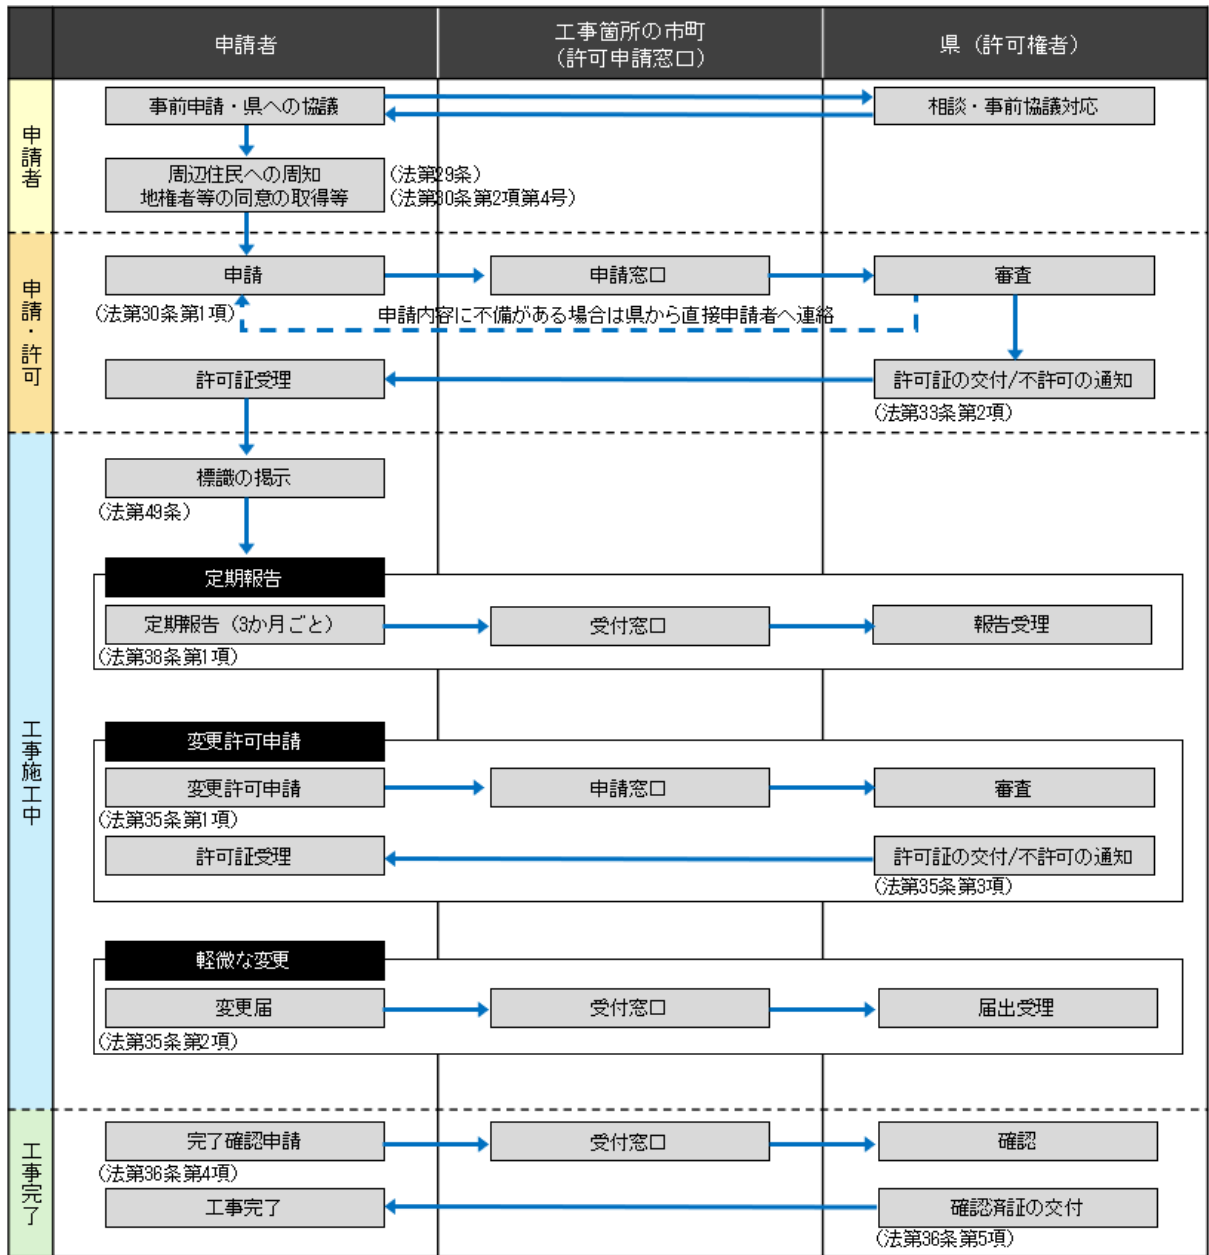 申請者
工事箇所の市町
（許可申請窓口）
県（許可権者）
申請者
事前申請・県への協議
相談・事前協議対応
周辺住民への周知
地権者等の同意の取得等
（法第29条）
（法第30条第2項第4号）
申請・許可
申請
申請窓口
審査
（法第30条第1項）
申請内容に不備がある場合は県から直接申請者へ連絡
許可証受理
許可証の交付/不許可の通知
（法第33条第2項）
工事施工中
標識の掲示
（法第49条）
定期報告
定期報告（3か月ごと）
受付窓口
報告受理
（法第38条第1項）
変更許可申請
変更許可申請
申請窓口
審査
（法第35条第1項）
許可証受理
許可証の交付/不許可の通知
（法第35条第3項）
軽微な変更
変更届
受付窓口
届出受理
（法第35条第2項）
工事完了
完了確認申請
受付窓口
確認
（法第36条第4項）
工事完了
確認済証の交付
（法第36条第5項）